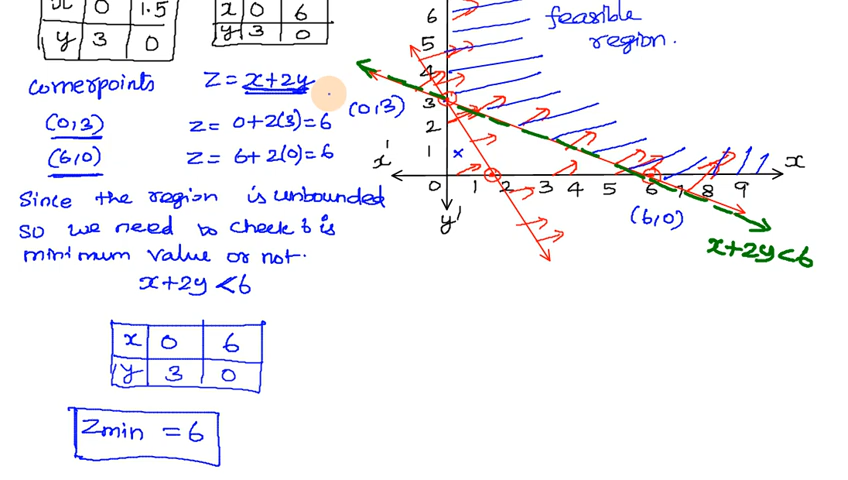 x 0 1.5
y 3 0
x 0 6
y 3 0
cornerpoints Z = x+2y
(0,3) Z = 0+2(3)=6
(6,0) Z = 6+2(0)=6
Since the region is unbounded
So we need to check 6 is
minimum value or not.
x+2y < 6
x 0 6
y 3 0
Zmin = 6
feasible
region.
6
5
4
3
2
1
(0,3)
x' x
0 1 2 3 4 5 6 7 8 9
y'
(6,0)
x+2y<6